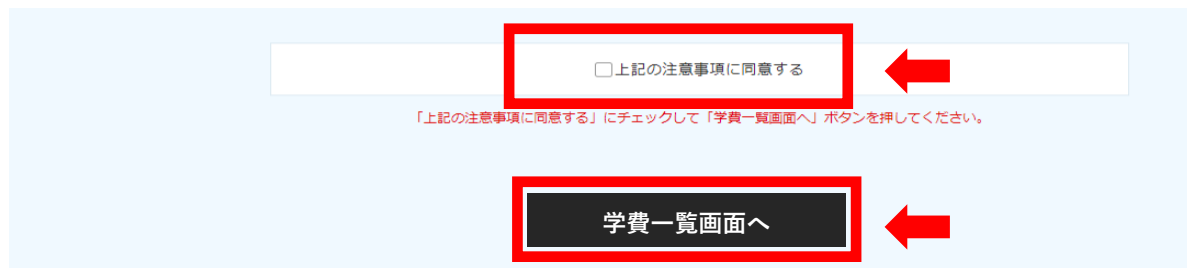 上記の注意事項に同意する
「上記の注意事項に同意する」にチェックして「学費一覧画面へ」ボタンを押してください。
学費一覧画面へ